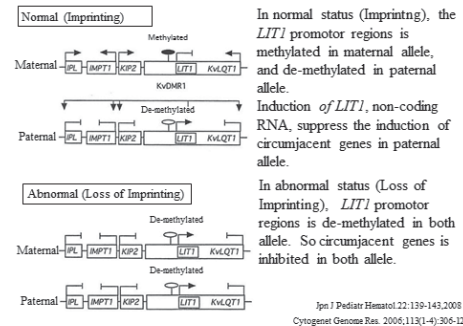 Normal (Imprinting)
Methylated
Maternal
IPL
IMPT1
KIP2
LIT1
KvLQT1
KvDMR1
De-methylated
Paternal
IPL
IMPT1
KIP2
LIT1
KvLQT1
In normal status (Imprintng), the
LIT1 promotor regions is
methylated in maternal allele,
and de-methylated in paternal
allele.
Induction of LIT1, non-coding
RNA, suppress the induction of
circumjacent genes in paternal
allele.
Abnormal (Loss of Imprinting)
De-methylated
Maternal
IPL
IMPT1
KIP2
LIT1
KvLQT1
De-methylated
Paternal
IPL
IMPT1
KIP2
LIT1
KvLQT1
In abnormal status (Loss of
Imprinting), LIT1 promotor
regions is de-methylated in both
allele. So circumjacent genes is
inhibited in both allele.
Jpn J Pediatr Hematol.22:139-143,2008
Cytogenet Genome Res. 2006;113(1-4):306-12